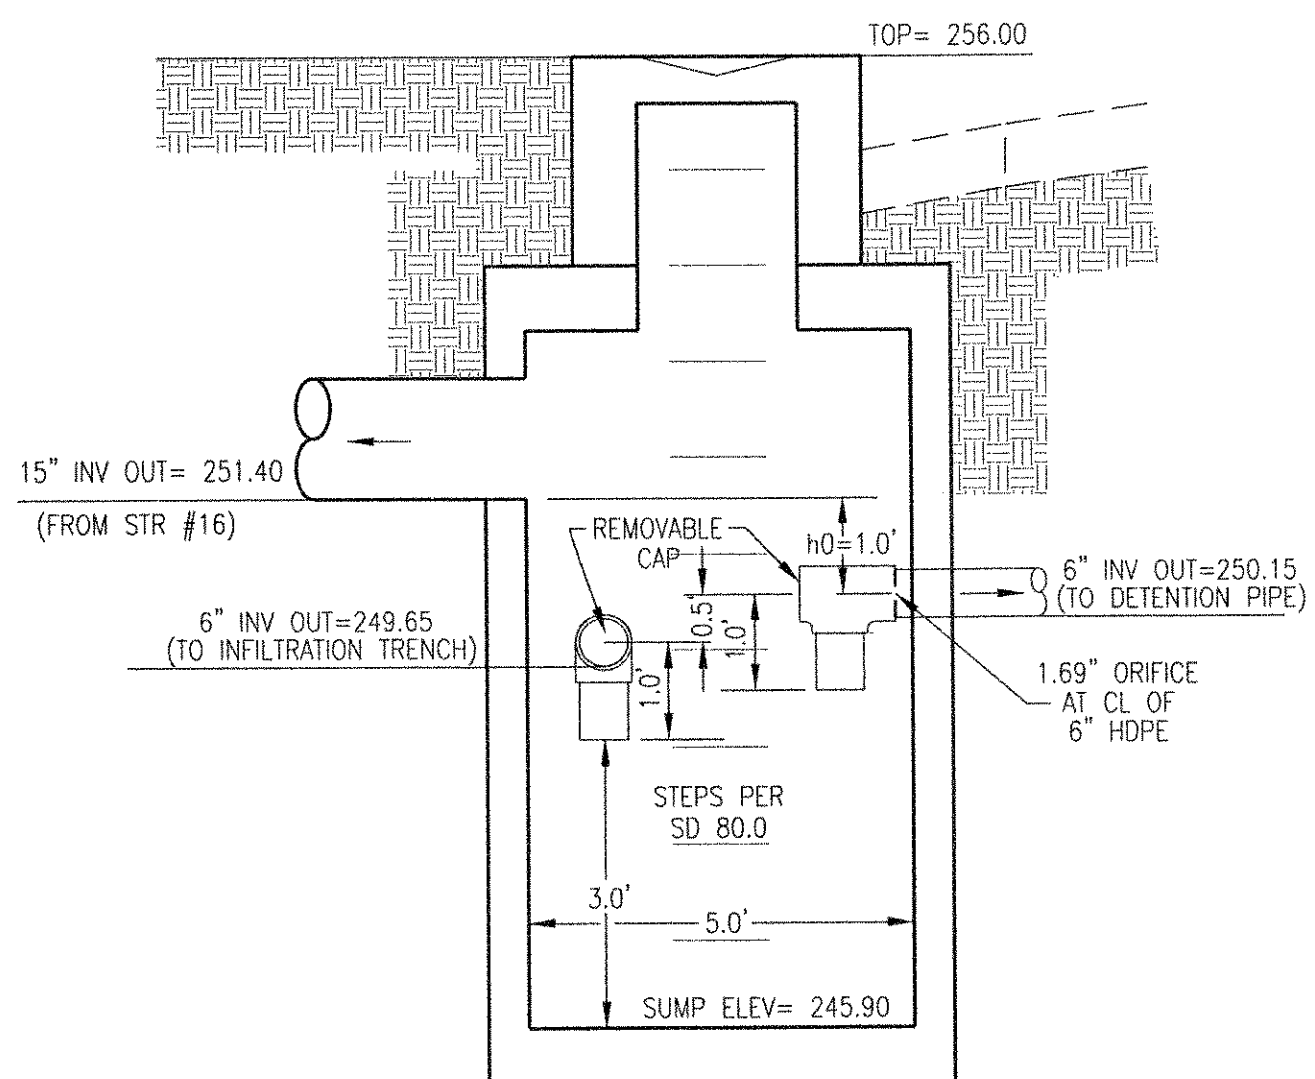 TOP= 256.00
15" INV OUT= 251.40
(FROM STR #16)
REMOVABLE
CAP
h0=1.0'
6" INV OUT=250.15
(TO DETENTION PIPE)
6" INV OUT=249.65
(TO INFILTRATION TRENCH)
0.5'
1.0'
1.0'
1.69" ORIFICE
AT CL OF
6" HDPE
STEPS PER
SD 80.0
3.0'
5.0'
SUMP ELEV= 245.90